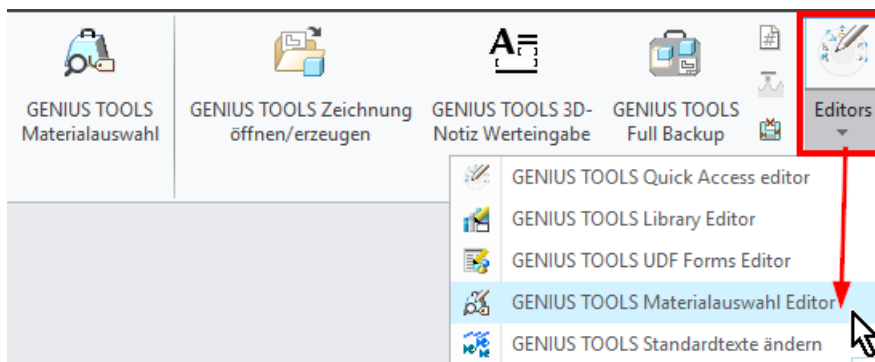 GENIUS TOOLS
Materialauswahl
GENIUS TOOLS Zeichnung
öffnen/erzeugen
GENIUS TOOLS 3D-
Notiz Werteingabe
GENIUS TOOLS
Full Backup
Editors
GENIUS TOOLS Quick Access editor
GENIUS TOOLS Library Editor
GENIUS TOOLS UDF Forms Editor
GENIUS TOOLS Materialauswahl Editor
GENIUS TOOLS Standardtexte ändern